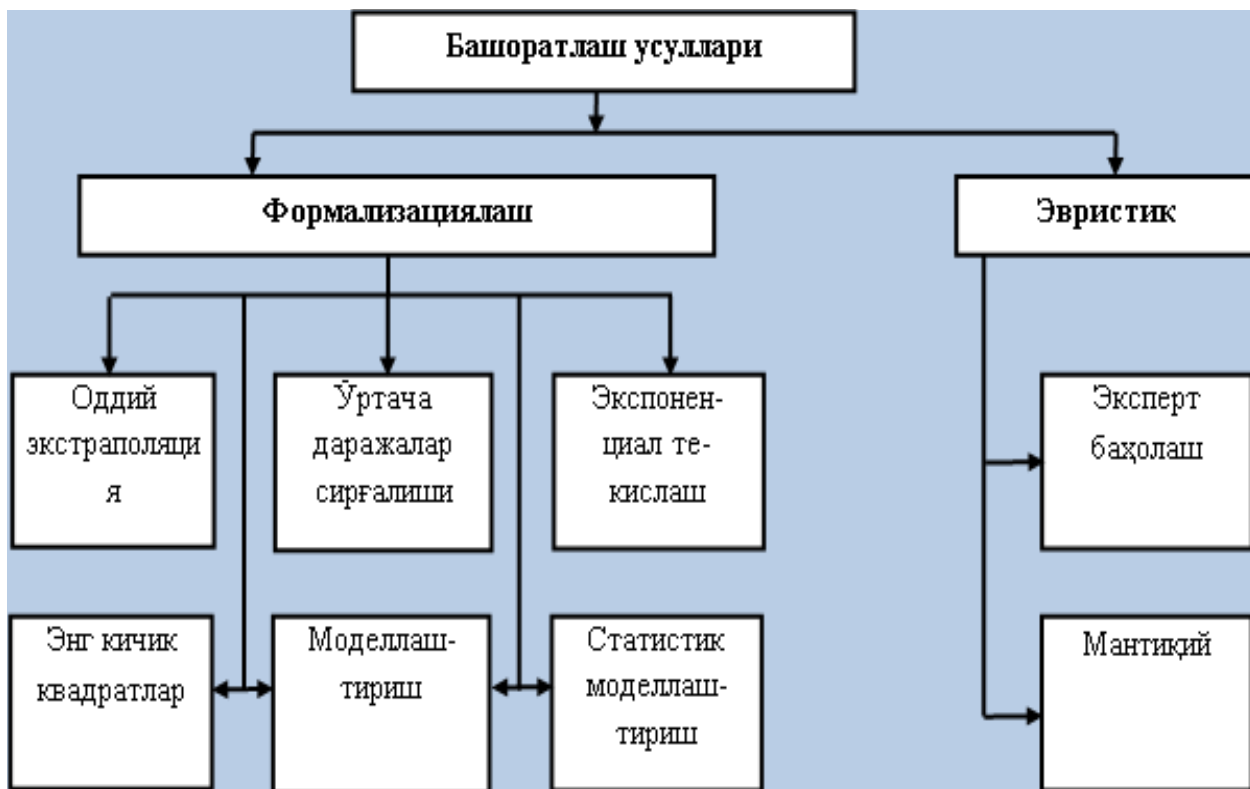 Башоратлаш усуллари
Формализациялаш
Эвристик
Оддий
экстраполяци
я
Ўртача
даражалар
сирғалиши
Экспонен-
циал те-
кислаш
Эксперт
баҳолаш
Энг кичик
квадратлар
Моделлаш-
тириш
Статистик
моделлаш-
тириш
Мантиқий